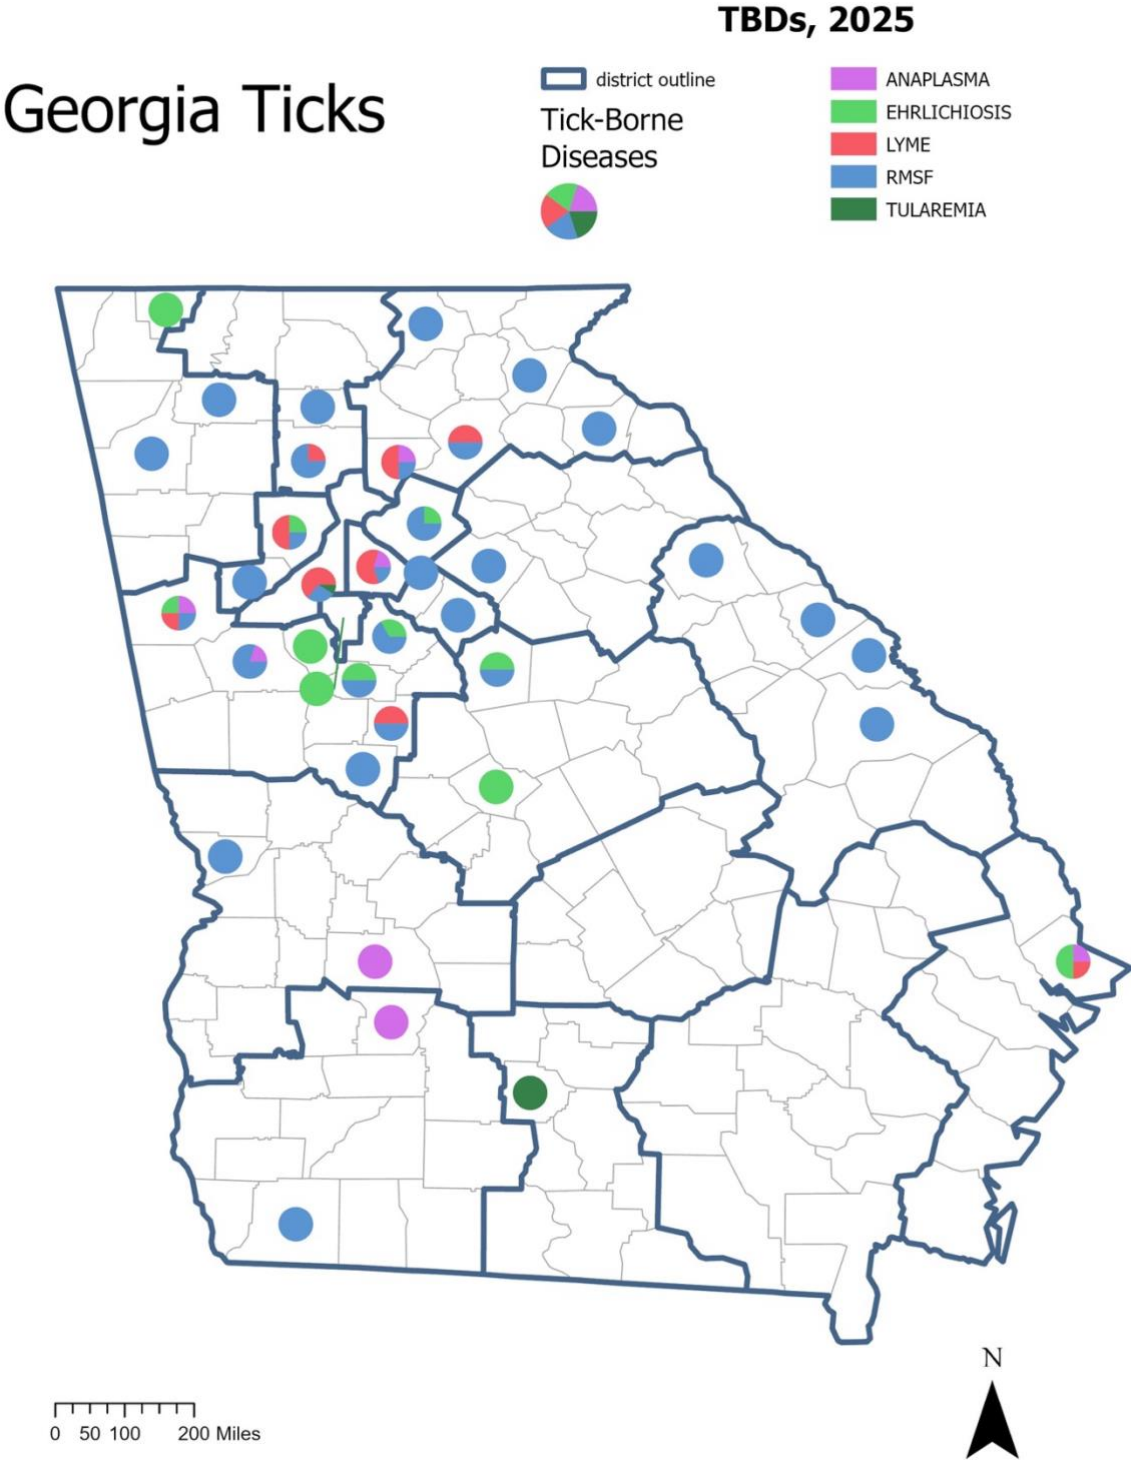 TBDs, 2025
Georgia Ticks
district outline
Tick-Borne
Diseases
ANAPLASMA
EHRLICHIOSIS
LYME
RMSF
TULAREMIA
N
0 50 100 200 Miles